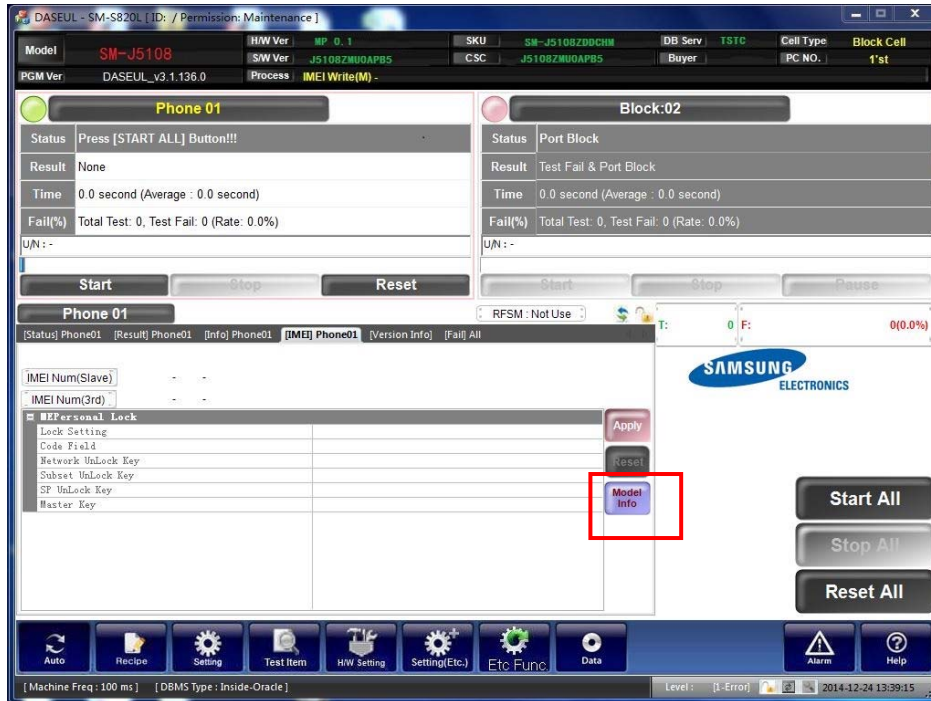 DASEUL - SM-S820L [ ID:  / Permission: Maintenance ]
Model SM-J5108 H/W Ver MP 0.1 SKU SM-J5108ZDDCHM DB Serv TSTC Cell Type Block Cell
S/W Ver J5108ZMU0APB5 CSC J5108ZMU0APB5 Buyer PC NO. 1'st
PGM Ver DASEUL_v3.1.136.0 Process IMEI Write(M) -
Phone 01 Block:02
Status Press [START ALL] Button!!! Status Port Block
Result None Result Test Fail & Port Block
Time 0.0 second (Average : 0.0 second) Time 0.0 second (Average : 0.0 second)
Fail(%) Total Test: 0, Test Fail: 0 (Rate: 0.0%) Fail(%) Total Test: 0, Test Fail: 0 (Rate: 0.0%)
U/N : - U/N : -
Start Stop Reset Start Stop Pause
Phone 01 RFSM : Not Use
T: 0 F: 0(0.0%)
[Status] Phone01 [Result] Phone01 [Info] Phone01 [IMEI] Phone01 [Version Info] [Fail] All
SAMSUNG
ELECTRONICS
IMEI Num(Slave) - -
IMEI Num(3rd) - -
MEPersonal Lock
Lock Setting
Code Field
Network UnLock Key
Subset UnLock Key
SP UnLock Key
Master Key
Apply
Reset
Model
Info
Start All
Stop All
Reset All
Auto Recipe Setting Test Item H/W Setting Setting(Etc.) Etc Func. Data Alarm Help
[ Machine Freq : 100 ms ] [ DBMS Type : Inside-Oracle ] Level : [1-Error] 2014-12-24 13:39:15